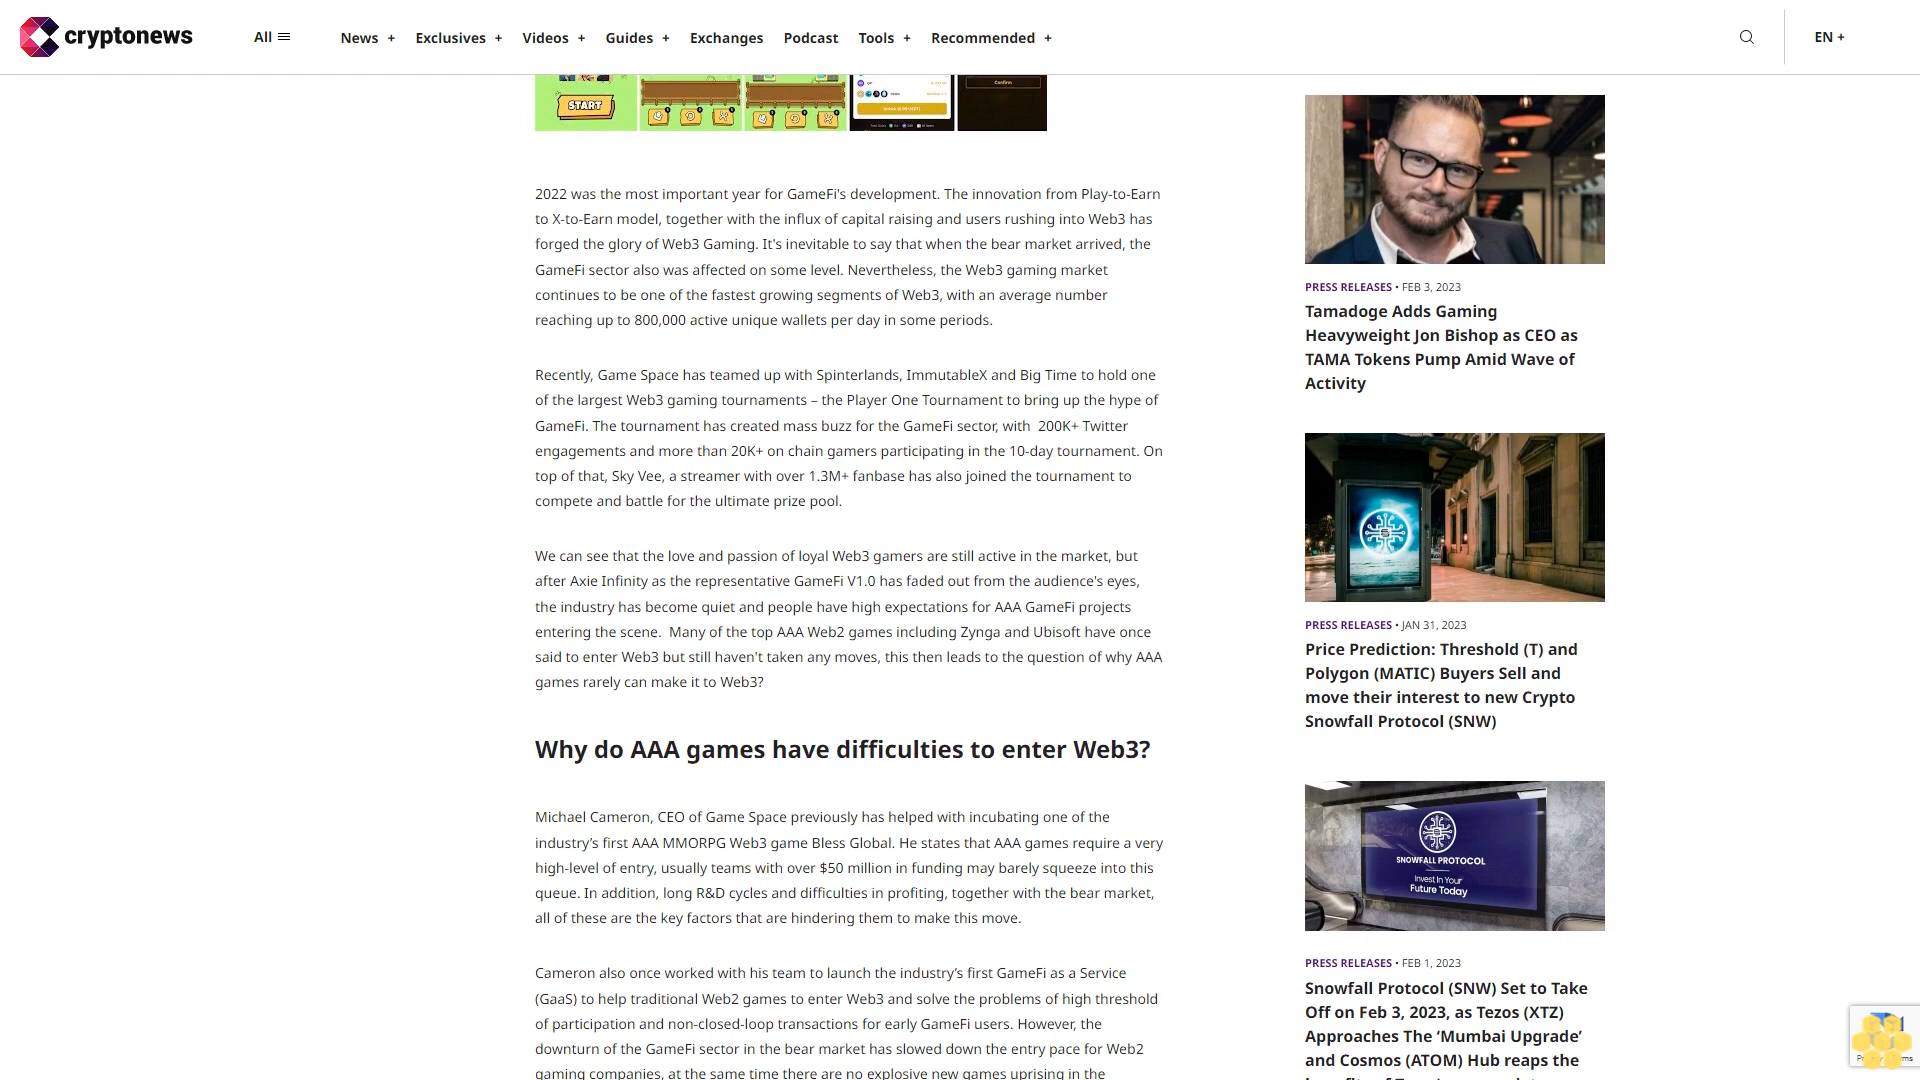 cryptonews
All
News +
Exclusives +
Videos +
Guides +
Exchanges
Podcast
Tools +
Recommended +
EN +
START
Confirm
2022 was the most important year for GameFi's development. The innovation from Play-to-Earn
to X-to-Earn model, together with the influx of capital raising and users rushing into Web3 has
forged the glory of Web3 Gaming. It's inevitable to say that when the bear market arrived, the
GameFi sector also was affected on some level. Nevertheless, the Web3 gaming market
continues to be one of the fastest growing segments of Web3, with an average number
reaching up to 800,000 active unique wallets per day in some periods.
Recently, Game Space has teamed up with Spinterlands, ImmutableX and Big Time to hold one
of the largest Web3 gaming tournaments – the Player One Tournament to bring up the hype of
GameFi. The tournament has created mass buzz for the GameFi sector, with 200K+ Twitter
engagements and more than 20K+ on chain gamers participating in the 10-day tournament. On
top of that, Sky Vee, a streamer with over 1.3M+ fanbase has also joined the tournament to
compete and battle for the ultimate prize pool.
We can see that the love and passion of loyal Web3 gamers are still active in the market, but
after Axie Infinity as the representative GameFi V1.0 has faded out from the audience's eyes,
the industry has become quiet and people have high expectations for AAA GameFi projects
entering the scene. Many of the top AAA Web2 games including Zynga and Ubisoft have once
said to enter Web3 but still haven't taken any moves, this then leads to the question of why AAA
games rarely can make it to Web3?
Why do AAA games have difficulties to enter Web3?
Michael Cameron, CEO of Game Space previously has helped with incubating one of the
industry’s first AAA MMORPG Web3 game Bless Global. He states that AAA games require a very
high-level of entry, usually teams with over $50 million in funding may barely squeeze into this
queue. In addition, long R&D cycles and difficulties in profiting, together with the bear market,
all of these are the key factors that are hindering them to make this move.
Cameron also once worked with his team to launch the industry’s first GameFi as a Service
(GaaS) to help traditional Web2 games to enter Web3 and solve the problems of high threshold
of participation and non-closed-loop transactions for early GameFi users. However, the
downturn of the GameFi sector in the bear market has slowed down the entry pace for Web2
gaming companies, at the same time there are no explosive new games uprising in the
PRESS RELEASES • FEB 3, 2023
Tamadoge Adds Gaming
Heavyweight Jon Bishop as CEO as
TAMA Tokens Pump Amid Wave of
Activity
PRESS RELEASES • JAN 31, 2023
Price Prediction: Threshold (T) and
Polygon (MATIC) Buyers Sell and
move their interest to new Crypto
Snowfall Protocol (SNW)
SNOWFALL PROTOCOL
Invest In Your
Future Today
PRESS RELEASES • FEB 1, 2023
Snowfall Protocol (SNW) Set to Take
Off on Feb 3, 2023, as Tezos (XTZ)
Approaches The ‘Mumbai Upgrade’
and Cosmos (ATOM) Hub reaps the